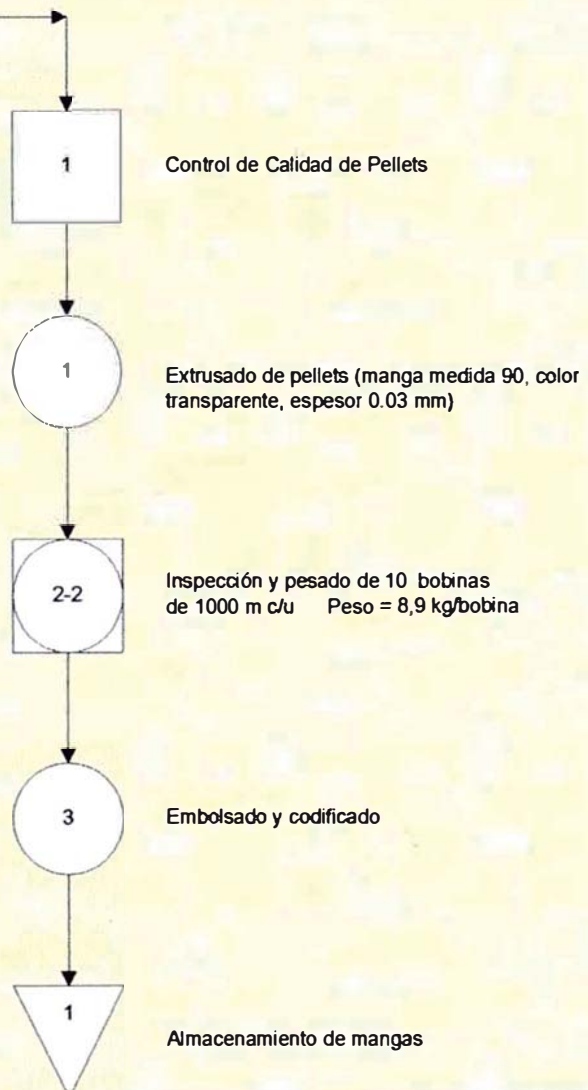 1
Control de Calidad de Pellets
1
Extrusado de pellets (manga medida 90, color
transparente, espesor 0.03 mm)
2-2
Inspección y pesado de 10 bobinas
de 1000 m c/u Peso = 8,9 kg/bobina
3
Embolsado y codificado
1
Almacenamiento de mangas